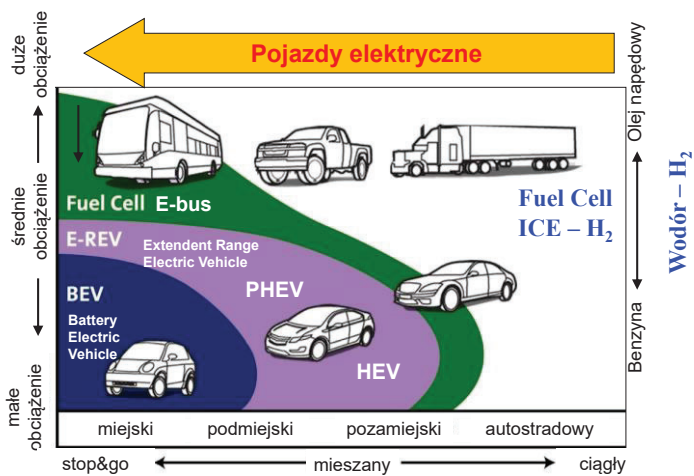 Pojazdy elektryczne
duże
obciążenie
średnie
obciążenie
małe
obciążenie
Olej napędowy
Benzyna
Wodór – H₂
Fuel Cell E-bus
Fuel Cell
ICE – H₂
E-REV
Extendent Range
Electric Vehicle
BEV
Battery
Electric
Vehicle
PHEV
HEV
miejski podmiejski pozamiejski autostradowy
stop&go mieszany ciągły